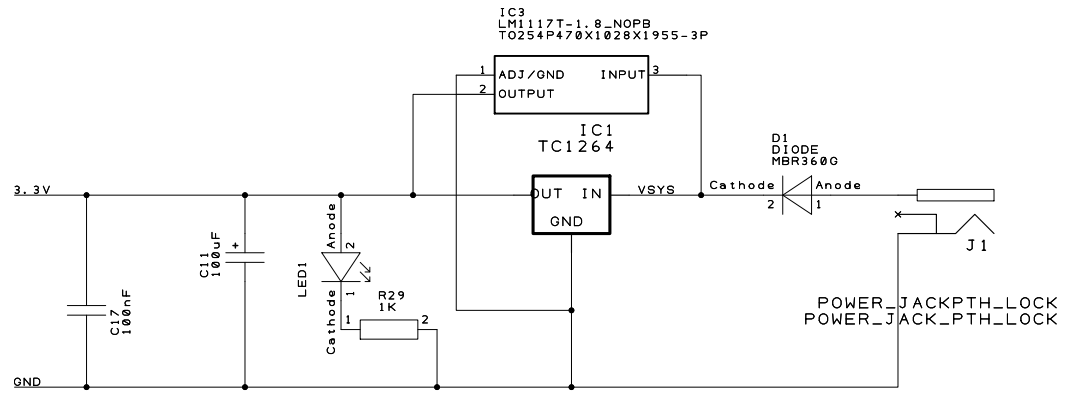 IC3
LM1117T-1.8_NOPB
TO254P470X1028X1955-3P
1 ADJ/GND INPUT 3
2 OUTPUT
IC1
TC1264
D1
DIODE
MBR360G
3.3V
OUT IN
VSYS
Cathode Anode
2 1
GND
J1
Anode
2
LED1
1
Cathode
C11
100uF
+
R29
1K
1 2
C17
100nF
POWER_JACKPTH_LOCK
POWER_JACK_PTH_LOCK
GND